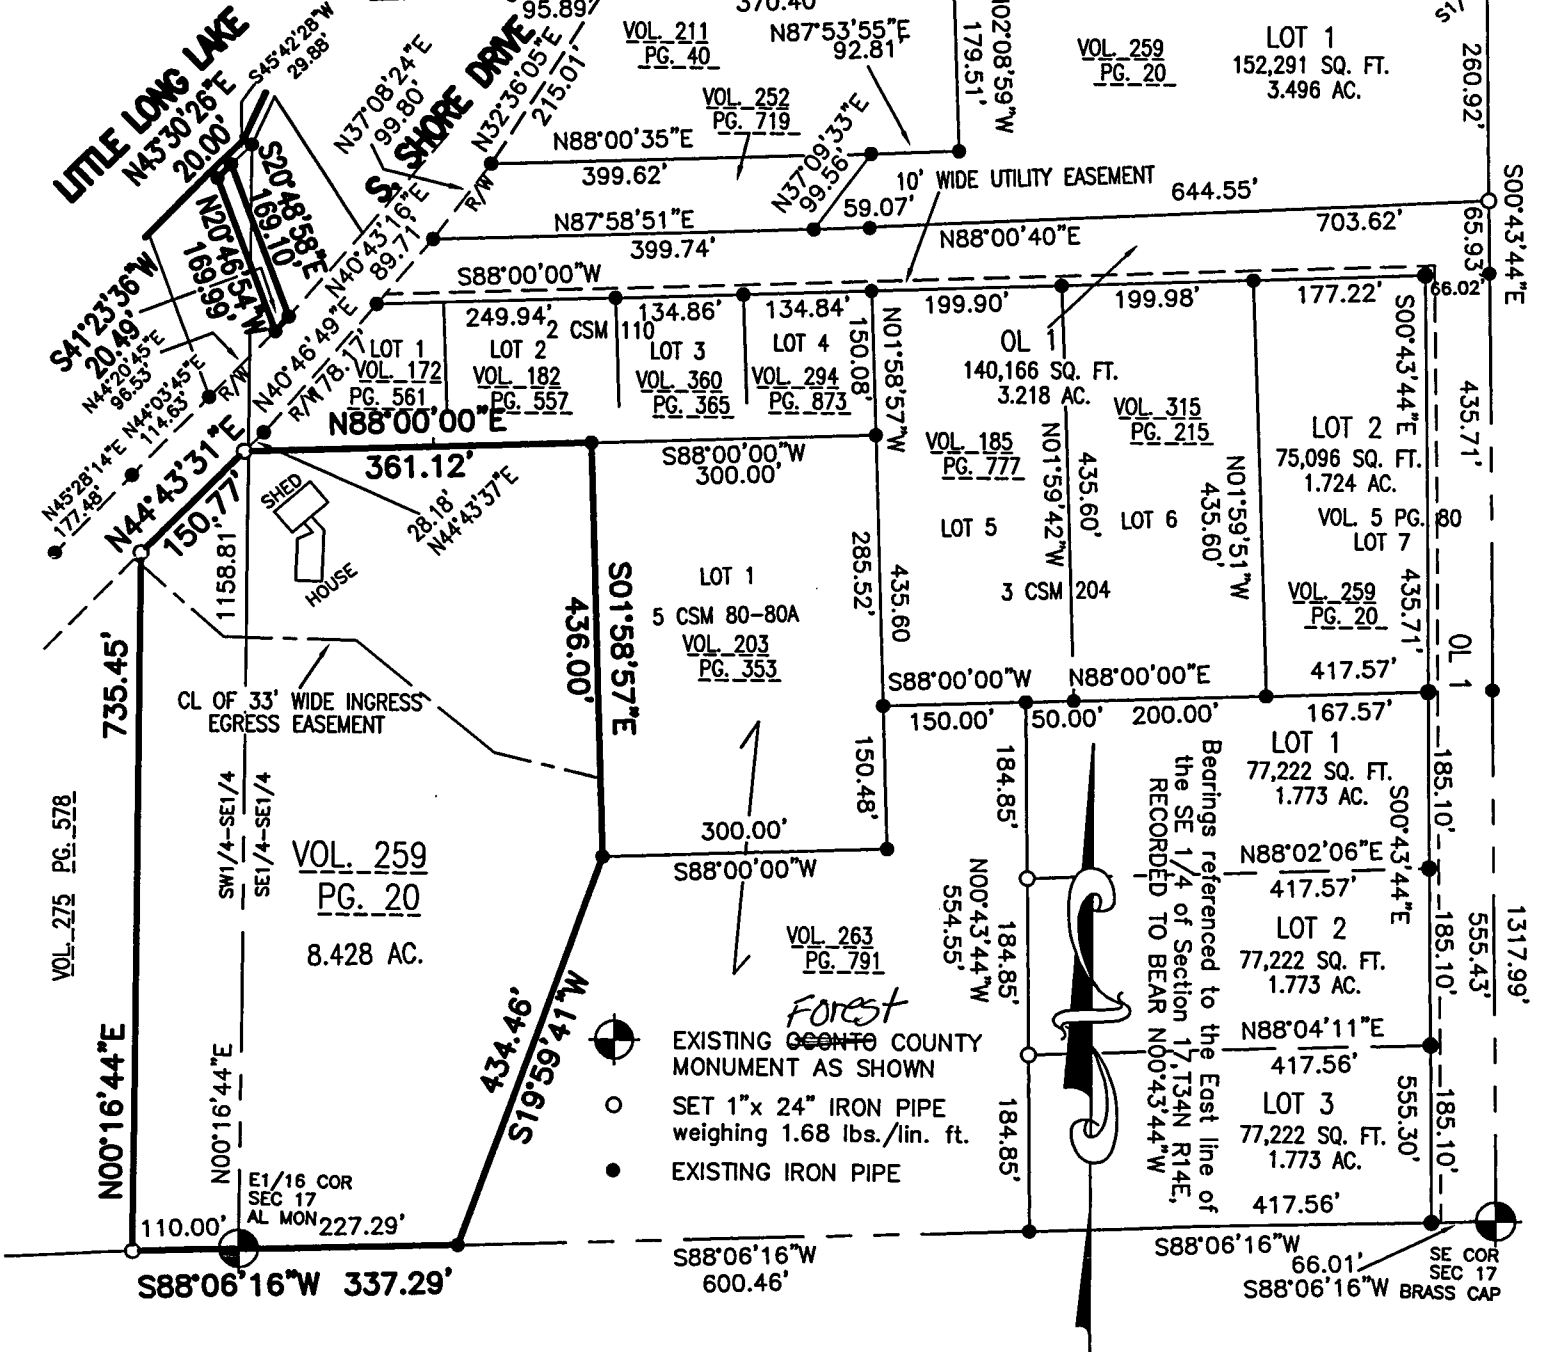 LITTLE LONG LAKE
N43°30'26"E
20.00'
S45°42'28"W
29.88'
N37°08'24"E
99.80'
S. SHORE DRIVE
95.89'
N32°36'05"E
215.01'
R/W
370.40'
VOL. 211
PG. 40
N87°53'55"E
92.81'
179.51'
N02°08'59"W
VOL. 259
PG. 20
LOT 1
152,291 SQ. FT.
3.496 AC.
260.92'
VOL. 252
PG. 719
N88°00'35"E
399.62'
N37°09'33"E
99.56'
10' WIDE UTILITY EASEMENT
644.55'
59.07'
703.62'
N87°58'51"E
399.74'
N88°00'40"E
65.93'
S00°43'44"E
S20°48'58"E
169.10'
N20°46'54"W
169.99'
N40°43'16"E
89.71'
S88°00'00"W
S41°23'36"W
20.49'
N44°20'45"E
96.53'
R/W
N44°03'45"E
114.63'
N45°28'14"E
177.48'
N40°46'49"E
R/W 78.17'
249.94'
134.86'
134.84'
199.90'
199.98'
177.22'
66.02'
2 CSM 110
LOT 1
VOL. 172
PG. 561
LOT 2
VOL. 182
PG. 557
LOT 3
VOL. 360
PG. 365
LOT 4
VOL. 294
PG. 873
150.08'
N01°58'57"W
OL 1
140,166 SQ. FT.
3.218 AC.
VOL. 315
PG. 215
S00°43'44"E
435.71'
N88°00'00"E
361.12'
S88°00'00"W
300.00'
VOL. 185
PG. 777
N01°59'42"W
435.60'
N01°59'51"W
435.60'
LOT 2
75,096 SQ. FT.
1.724 AC.
VOL. 5 PG. 80
LOT 7
N44°43'31"E
150.77'
SHED
HOUSE
28.18'
N44°43'37"E
1158.81'
LOT 1
5 CSM 80-80A
VOL. 203
PG. 353
S01°58'57"E
436.00'
285.52'
435.60
LOT 5
LOT 6
3 CSM 204
VOL. 259
PG. 20
435.71'
OL 1
735.45'
CL OF 33' WIDE INGRESS
EGRESS EASEMENT
S88°00'00"W
N88°00'00"E
417.57'
150.00'
50.00'
200.00'
167.57'
150.48'
184.85'
Bearings referenced to the East line of
the SE 1/4 of Section 17,T34N R14E,
RECORDED TO BEAR N00°43'44"W
LOT 1
77,222 SQ. FT.
1.773 AC.
185.10'
S00°43'44"E
VOL. 275 PG. 578
SW1/4-SE1/4
SE1/4-SE1/4
VOL. 259
PG. 20
8.428 AC.
300.00'
S88°00'00"W
N88°02'06"E
417.57'
N00°43'44"W
554.55'
184.85'
LOT 2
77,222 SQ. FT.
1.773 AC.
185.10'
555.43'
1317.99'
VOL. 263
PG. 791
434.46'
S19°59'41"W
Forest
EXISTING OCONTO COUNTY
MONUMENT AS SHOWN
SET 1"x 24" IRON PIPE
weighing 1.68 lbs./lin. ft.
EXISTING IRON PIPE
N88°04'11"E
417.56'
LOT 3
77,222 SQ. FT.
1.773 AC.
184.85'
555.30'
185.10'
N00°16'44"E
N00°16'44"E
E1/16 COR
SEC 17
AL MON
110.00'
227.29'
S88°06'16"W 337.29'
S88°06'16"W
600.46'
417.56'
S88°06'16"W
66.01'
S88°06'16"W
SE COR
SEC 17
BRASS CAP